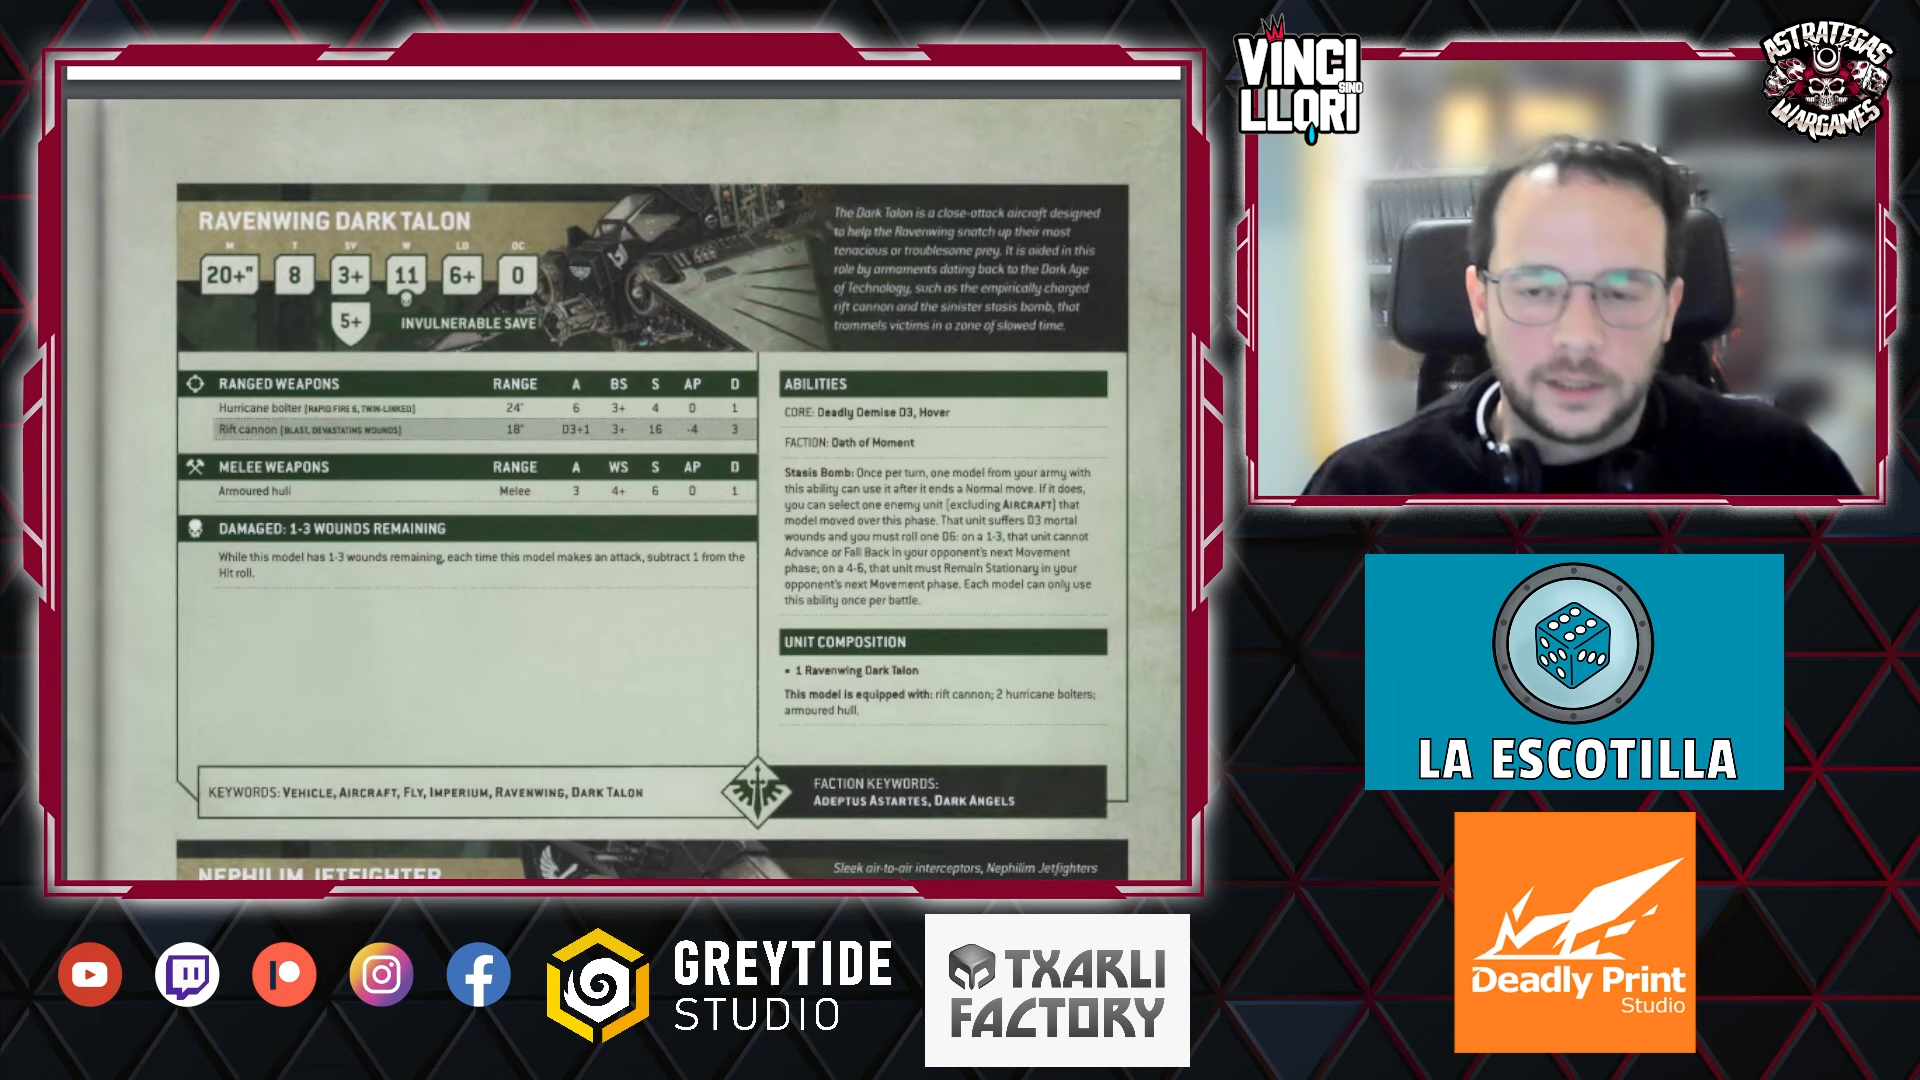 RAVENWING DARK TALON
M T SV W LD OC
20+" 8 3+ 11 6+ 0
5+ INVULNERABLE SAVE
The Dark Talon is a close-attack aircraft designed
to help the Ravenwing snatch up their most
tenacious or troublesome prey. It is aided in this
role by armaments dating back to the Dark Age
of Technology, such as the empirically charged
rift cannon and the sinister stasis bomb, that
trammels victims in a zone of slowed time.
RANGED WEAPONS RANGE A BS S AP D
Hurricane bolter [RAPID FIRE 6, TWIN-LINKED] 24" 6 3+ 4 0 1
Rift cannon [BLAST, DEVASTATING WOUNDS] 18" D3+1 3+ 16 -4 3
MELEE WEAPONS RANGE A WS S AP D
Armoured hull Melee 3 4+ 6 0 1
DAMAGED: 1-3 WOUNDS REMAINING
While this model has 1-3 wounds remaining, each time this model makes an attack, subtract 1 from the
Hit roll.
ABILITIES
CORE: Deadly Demise D3, Hover
FACTION: Oath of Moment
Stasis Bomb: Once per turn, one model from your army with
this ability can use it after it ends a Normal move. If it does,
you can select one enemy unit (excluding AIRCRAFT) that
model moved over this phase. That unit suffers D3 mortal
wounds and you must roll one D6: on a 1-3, that unit cannot
Advance or Fall Back in your opponent's next Movement
phase; on a 4-6, that unit must Remain Stationary in your
opponent's next Movement phase. Each model can only use
this ability once per battle.
UNIT COMPOSITION
• 1 Ravenwing Dark Talon
This model is equipped with: rift cannon; 2 hurricane bolters;
armoured hull.
KEYWORDS: VEHICLE, AIRCRAFT, FLY, IMPERIUM, RAVENWING, DARK TALON
FACTION KEYWORDS:
ADEPTUS ASTARTES, DARK ANGELS
NEPHILIM JETFIGHTER
Sleek air-to-air interceptors, Nephilim Jetfighters
VINCI
SINO
LLORI
ASTRATEGAS
WARGAMES
LA ESCOTILLA
Deadly Print
Studio
GREYTIDE
STUDIO
TXARLI
FACTORY